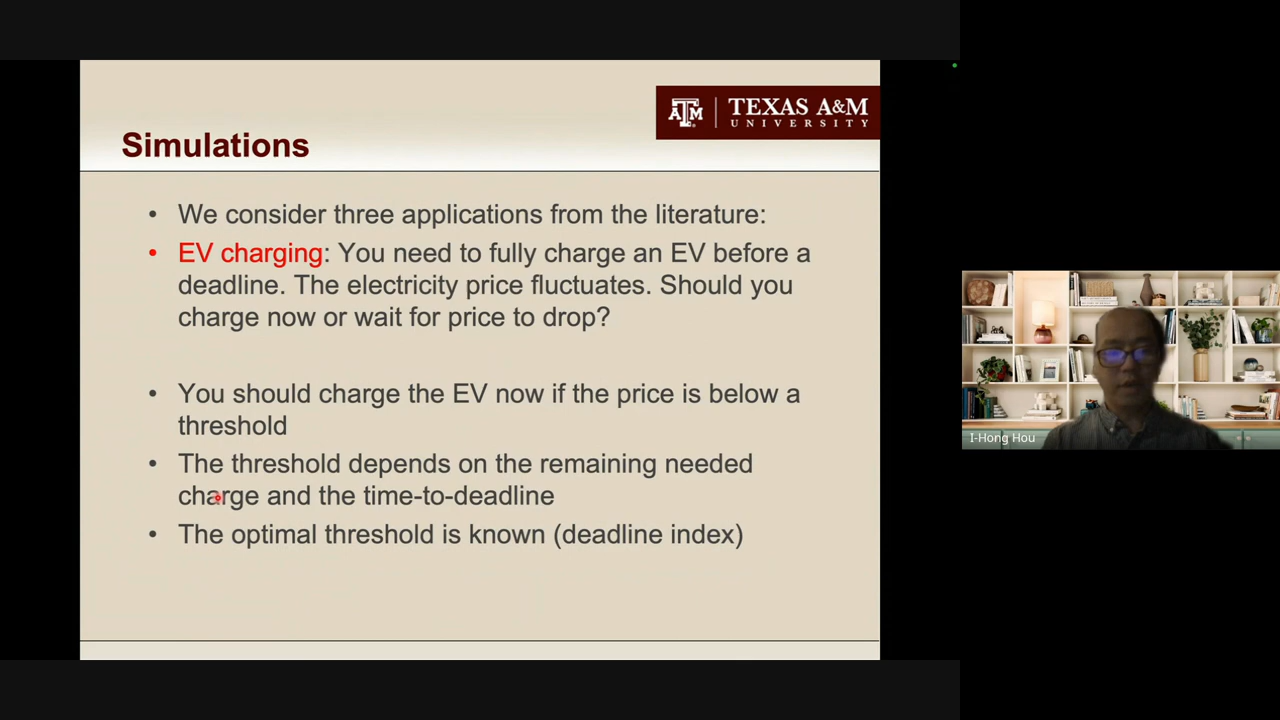 TEXAS A&M
UNIVERSITY
Simulations
• We consider three applications from the literature:
• EV charging: You need to fully charge an EV before a
deadline. The electricity price fluctuates. Should you
charge now or wait for price to drop?
• You should charge the EV now if the price is below a
threshold
• The threshold depends on the remaining needed
charge and the time-to-deadline
• The optimal threshold is known (deadline index)
I-Hong Hou